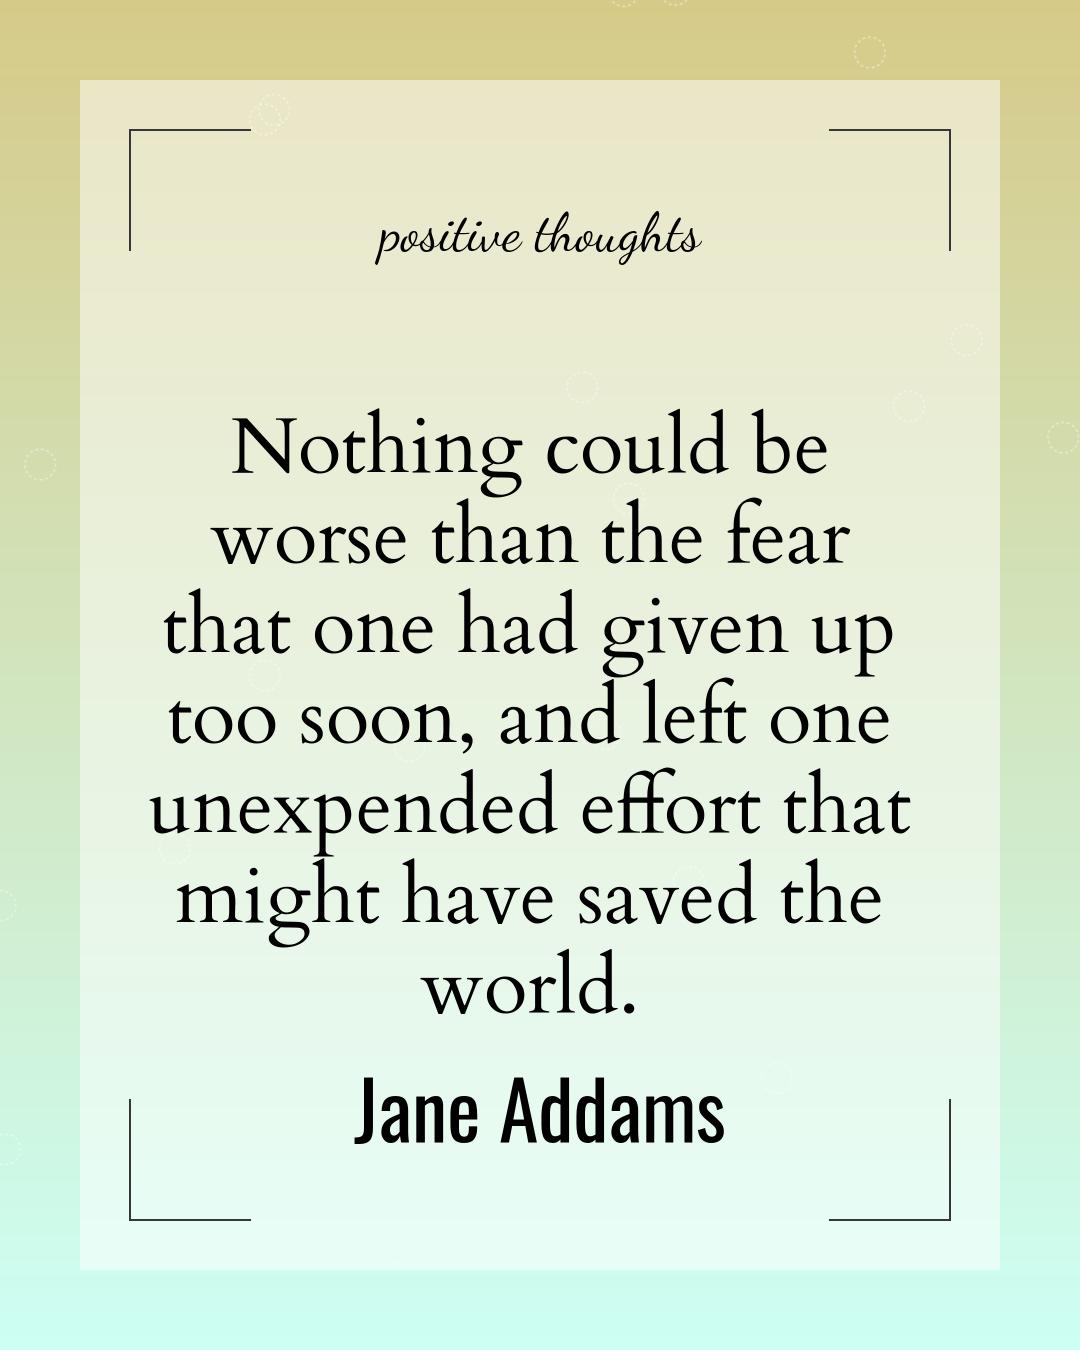 positive thoughts
Nothing could be
worse than the fear
that one had given up
too soon, and left one
unexpended effort that
might have saved the
world.
Jane Addams